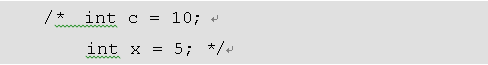 /*  int c = 10; ↵
int x = 5; */↵